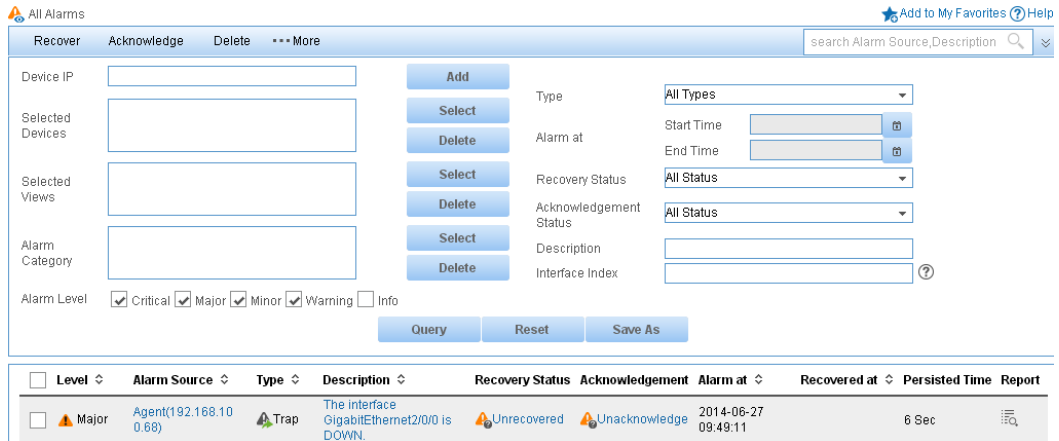 All Alarms
Add to My Favorites Help
Recover Acknowledge Delete More
search Alarm Source,Description
Device IP
Add
Selected
Devices
Select
Delete
Selected
Views
Select
Delete
Alarm
Category
Select
Delete
Type
All Types
Alarm at
Start Time
End Time
Recovery Status
All Status
Acknowledgement
Status
All Status
Description
Interface Index
Alarm Level Critical Major Minor Warning Info
Query Reset Save As
Level Alarm Source Type Description Recovery Status Acknowledgement Alarm at Recovered at Persisted Time Report
Major
Agent(192.168.10
0.68)
Trap
The interface
GigabitEthernet2/0/0 is
DOWN.
Unrecovered
Unacknowledge
2014-06-27
09:49:11
6 Sec